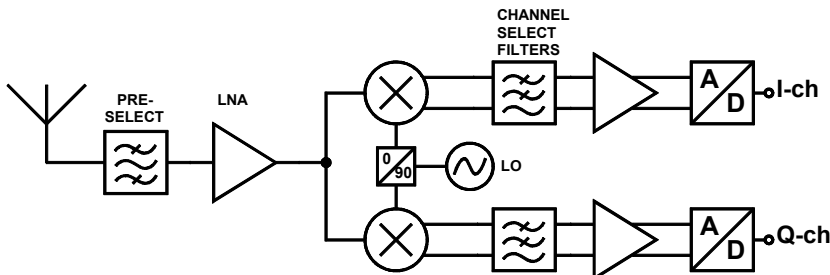 CHANNEL
SELECT
FILTERS
PRE-
SELECT
LNA
A
D
I-ch
0
90
LO
A
D
Q-ch